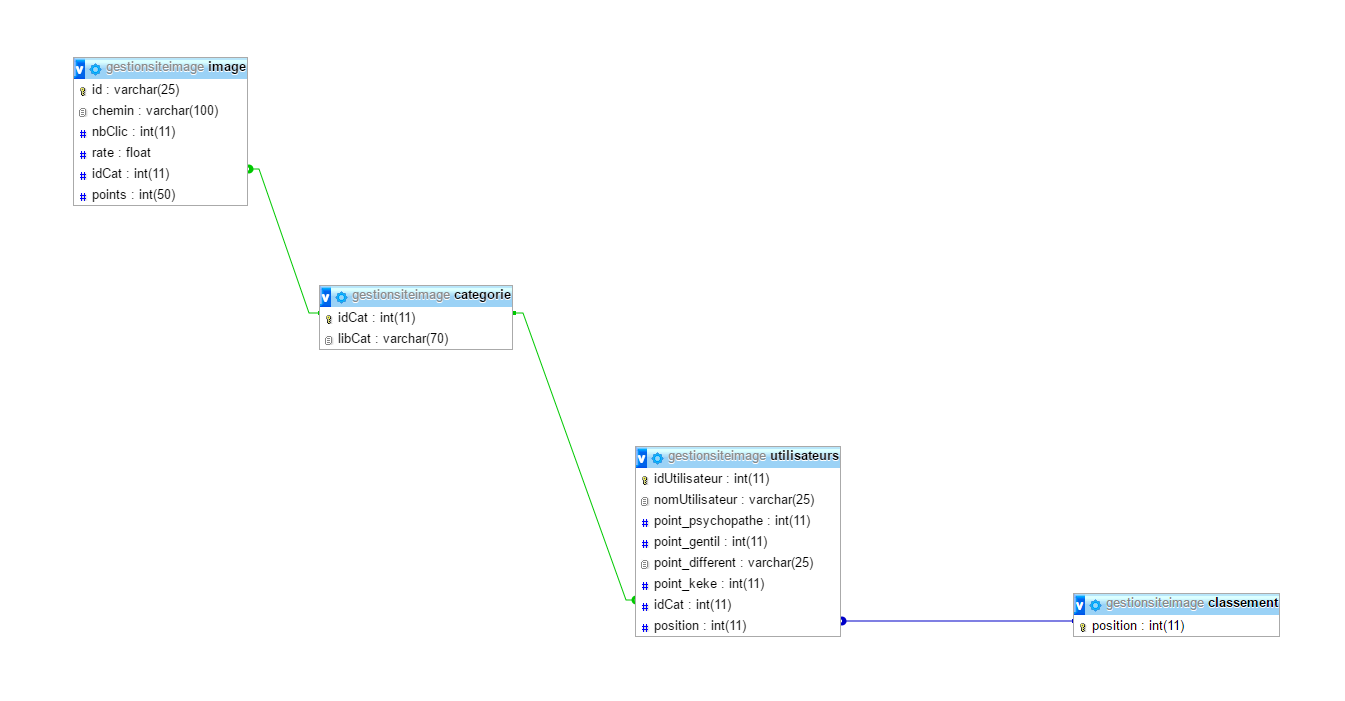 gestionsiteimage image
id : varchar(25)
chemin : varchar(100)
nbClic : int(11)
rate : float
idCat : int(11)
points : int(50)
gestionsiteimage categorie
idCat : int(11)
libCat : varchar(70)
gestionsiteimage utilisateurs
idUtilisateur : int(11)
nomUtilisateur : varchar(25)
point_psychopathe : int(11)
point_gentil : int(11)
point_different : varchar(25)
point_keke : int(11)
idCat : int(11)
position : int(11)
gestionsiteimage classement
position : int(11)